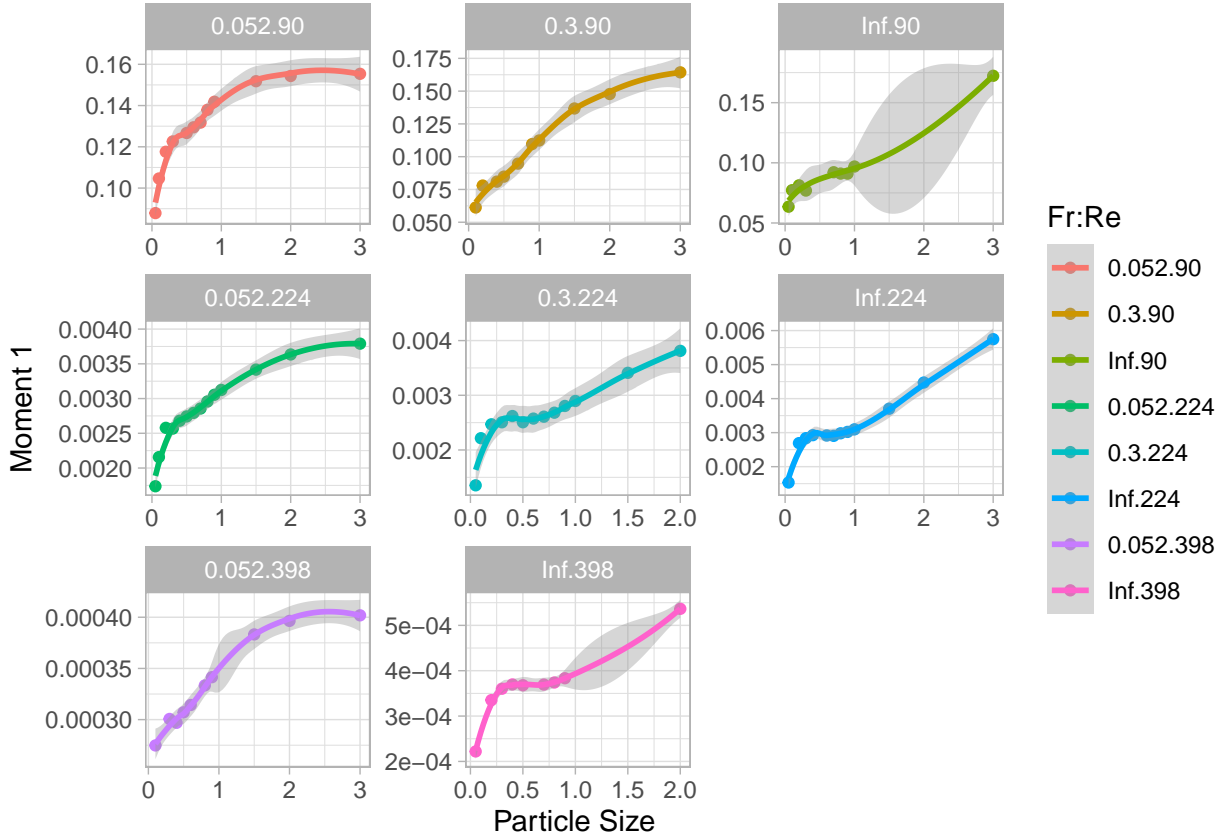 0.052.90
0.3.90
Inf.90
0.16
0.14
0.12
0.10
0 1 2 3
0.175
0.150
0.125
0.100
0.075
0.050
0 1 2 3
0.15
0.10
0.05
0 1 2 3
0.052.224
0.3.224
Inf.224
0.0040
0.0035
0.0030
0.0025
0.0020
0 1 2 3
0.004
0.003
0.002
0.0 0.5 1.0 1.5 2.0
0.006
0.005
0.004
0.003
0.002
0 1 2 3
0.052.398
Inf.398
0.00040
0.00035
0.00030
0 1 2 3
5e−04
4e−04
3e−04
2e−04
0.0 0.5 1.0 1.5 2.0
Moment 1
Particle Size
Fr:Re
0.052.90
0.3.90
Inf.90
0.052.224
0.3.224
Inf.224
0.052.398
Inf.398